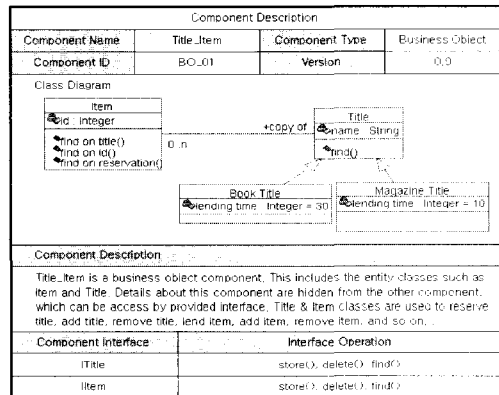 Component Description
Component Name Title_Item Component Type Business Object
Component ID BO_01 Version 0.0
Class Diagram
Item
id : Integer
find on title()
find on id()
find on reservation()
0..n
+copy of
Title
name : String
find()
Book Title
lending time : Integer = 30
Magazine Title
lending time : Integer = 10
Component Description
Title_Item is a business object component. This includes the entity classes such as
Item and Title. Details about this component are hidden from the other component.
which can be access by provided interface. Title & Item classes are used to reserve
title, add title, remove title, lend item, add item, remove item, and so on...
Component Interface Interface Operation
ITitle store(), delete(), find()
IItem store(), delete(), find()